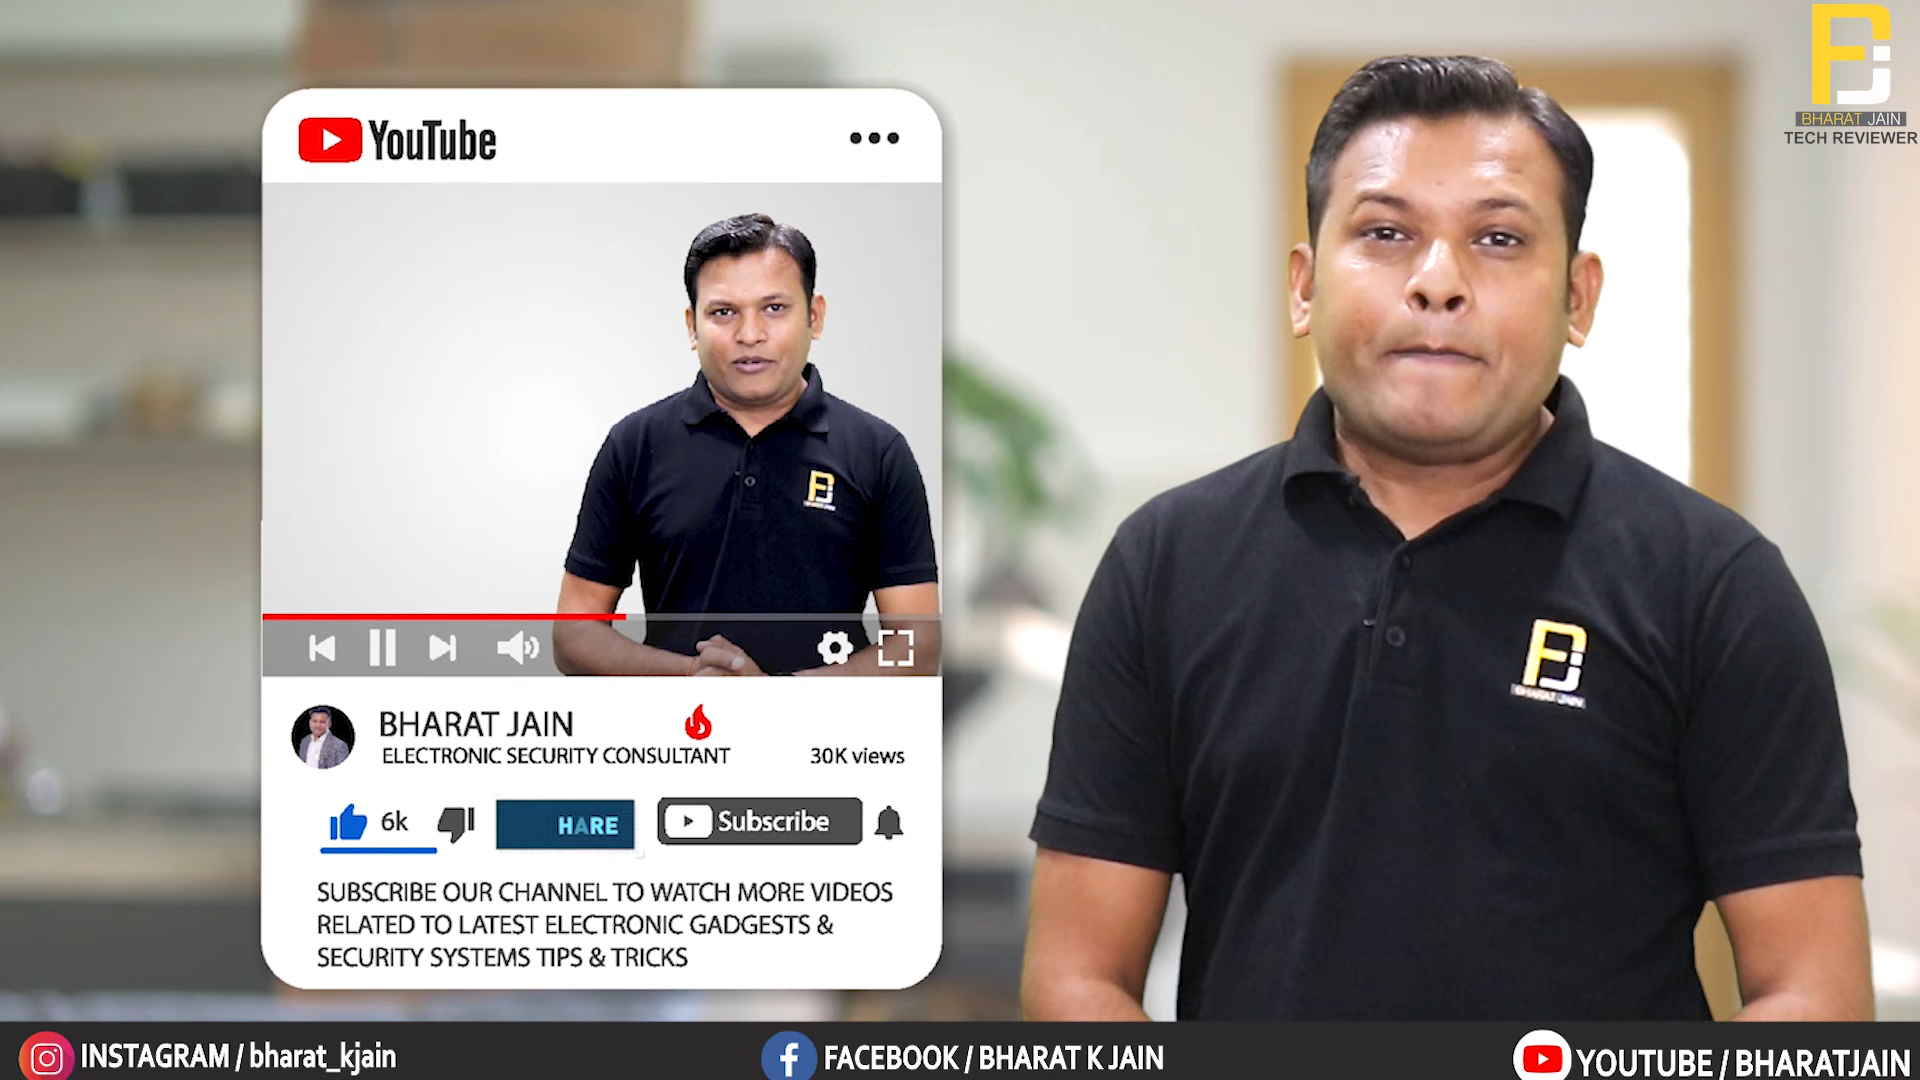 YouTube
BHARAT JAIN
TECH REVIEWER
BHARAT JAIN
BHARAT JAIN
ELECTRONIC SECURITY CONSULTANT
30K views
6k
HARE
Subscribe
SUBSCRIBE OUR CHANNEL TO WATCH MORE VIDEOS
RELATED TO LATEST ELECTRONIC GADGESTS &
SECURITY SYSTEMS TIPS & TRICKS
INSTAGRAM / bharat_kjain
FACEBOOK / BHARAT K JAIN
YOUTUBE / BHARATJAIN